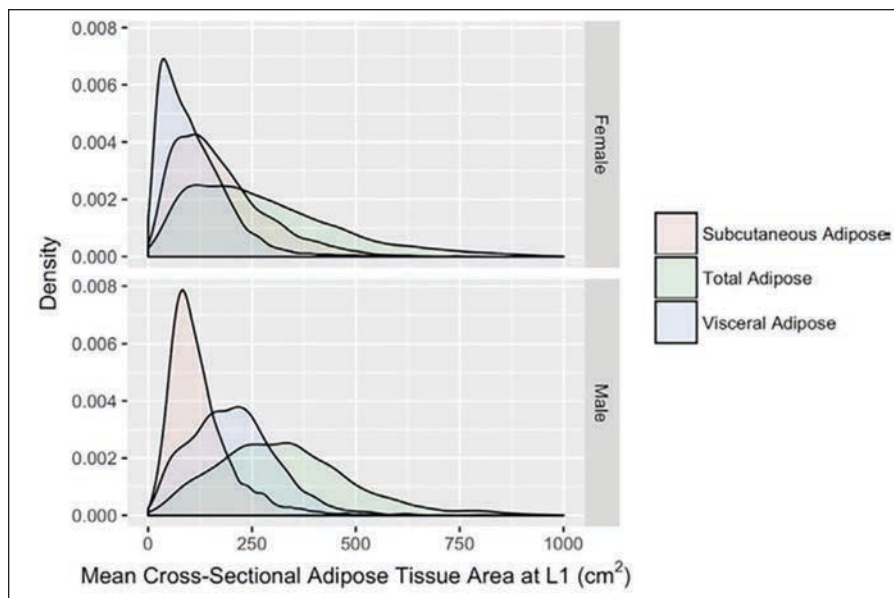 0.008
0.006
0.004
0.002
0.000
Female
0.008
0.006
0.004
0.002
0.000
Male
Density
0
250
500
750
1000
Mean Cross-Sectional Adipose Tissue Area at L1 (cm²)
Subcutaneous Adipose
Total Adipose
Visceral Adipose